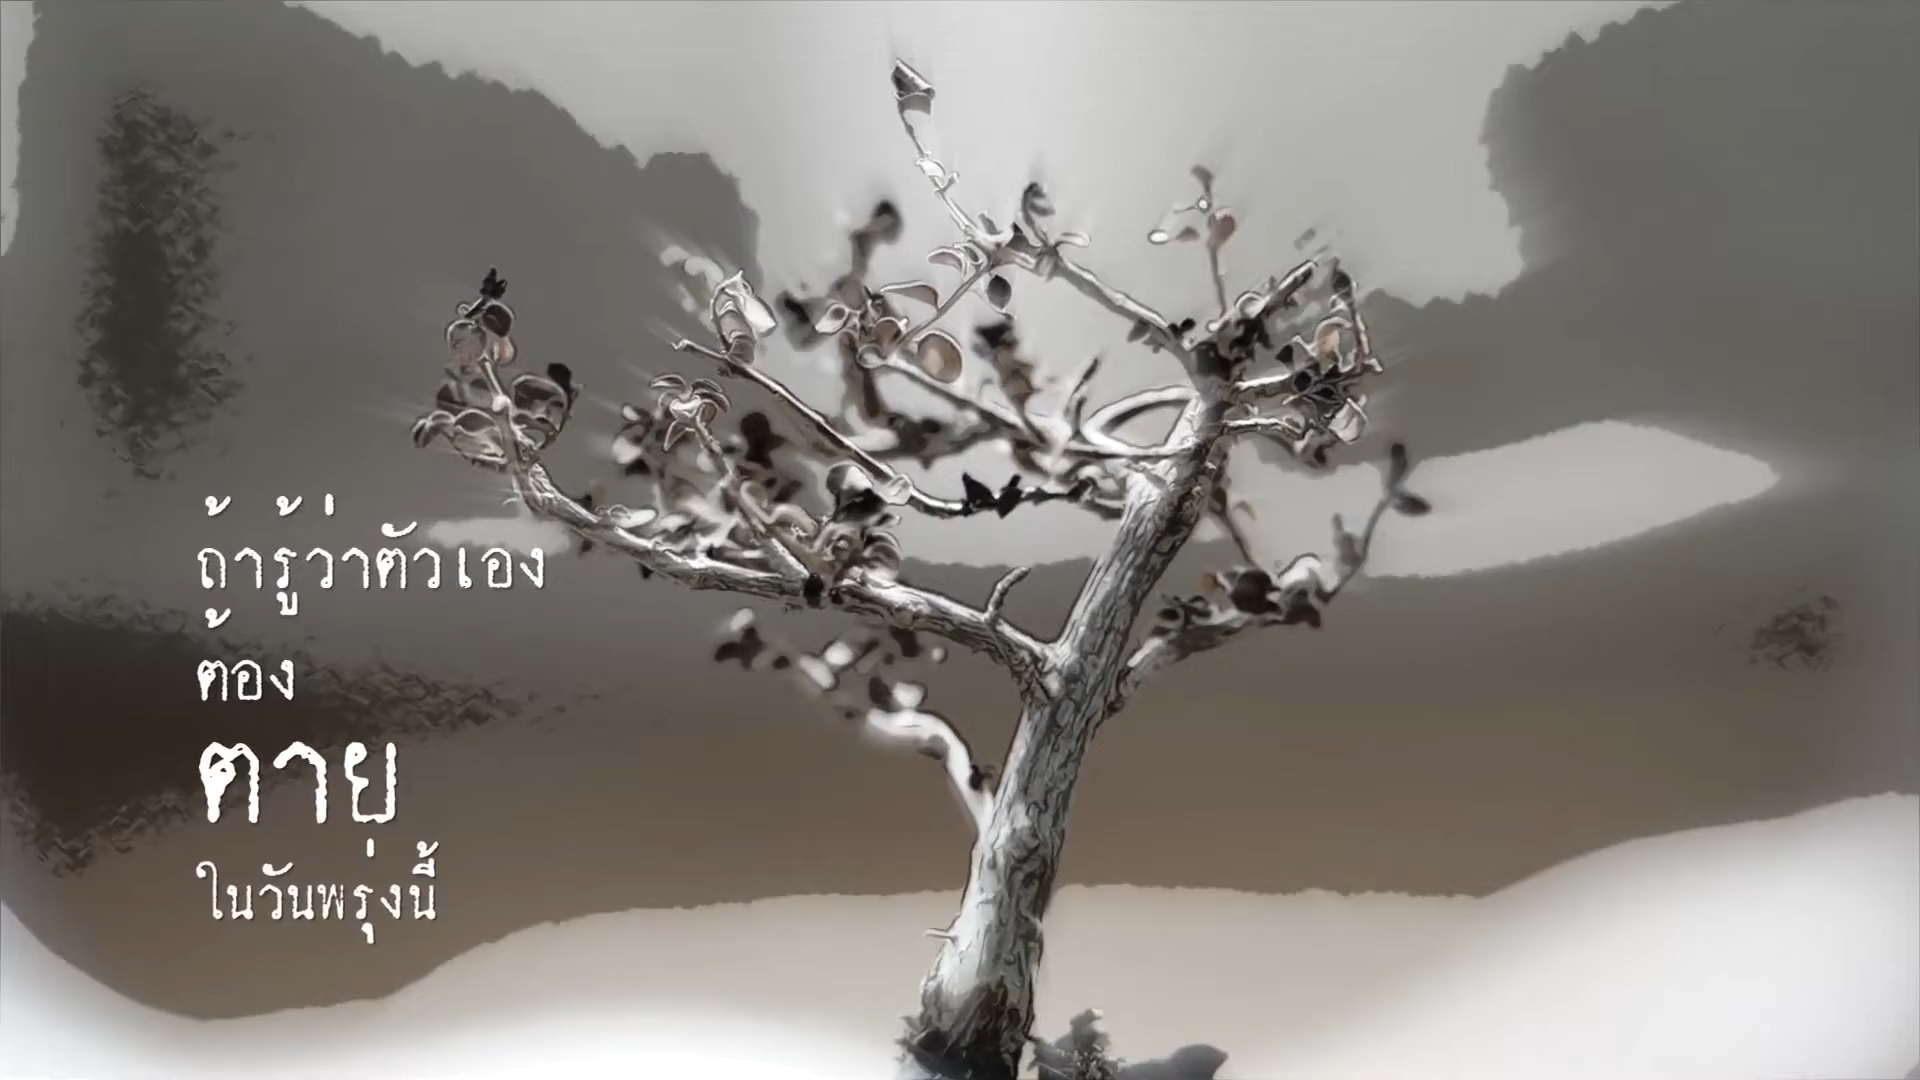 ถ้ารู้ว่าตัวเอง
ต้อง
ตาย
ในวันพรุ่งนี้